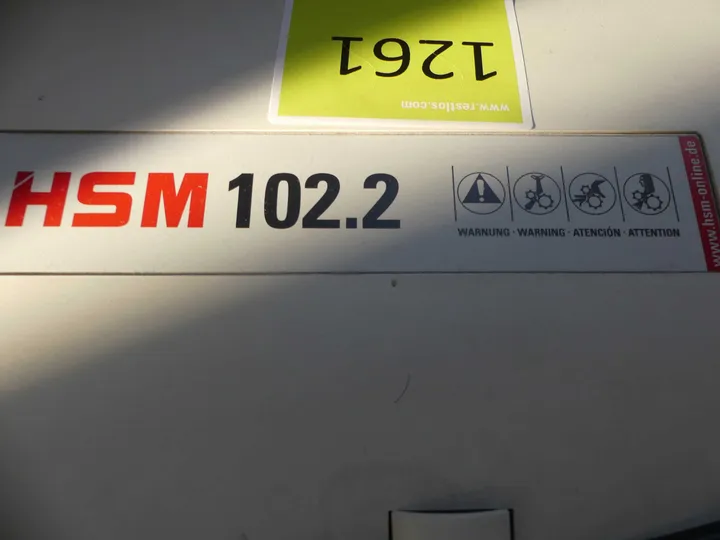 1261
www.restlos.com
HSM 102.2
WARNUNG · WARNING · ATENCIÓN · ATTENTION
www.hsm-online.de